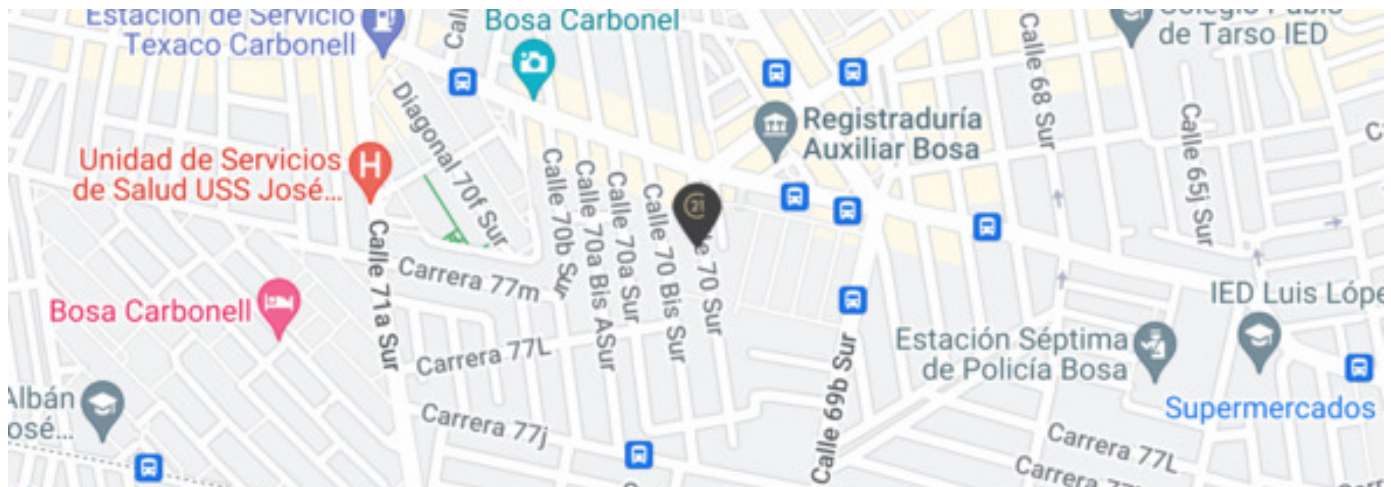 Estación de Servicio
Texaco Carbonell
Bosa Carbonel
de Tarso IED
Diagonal 70f Sur
Calle 68 Sur
Calle 65j Sur
Registraduría
Auxiliar Bosa
Unidad de Servicios
de Salud USS José...
H
21
Calle 70b Sur
Calle 70a Bis ASur
Calle 70a Sur
Calle 70 Bis Sur
70 Sur
Calle 71a Sur
Carrera 77m
Bosa Carbonell
Carrera 77L
IED Luis Lópe
Estación Séptima
de Policía Bosa
Calle 69b Sur
Albán
osé...
Supermercados
Carrera 77j
Carrera 77L